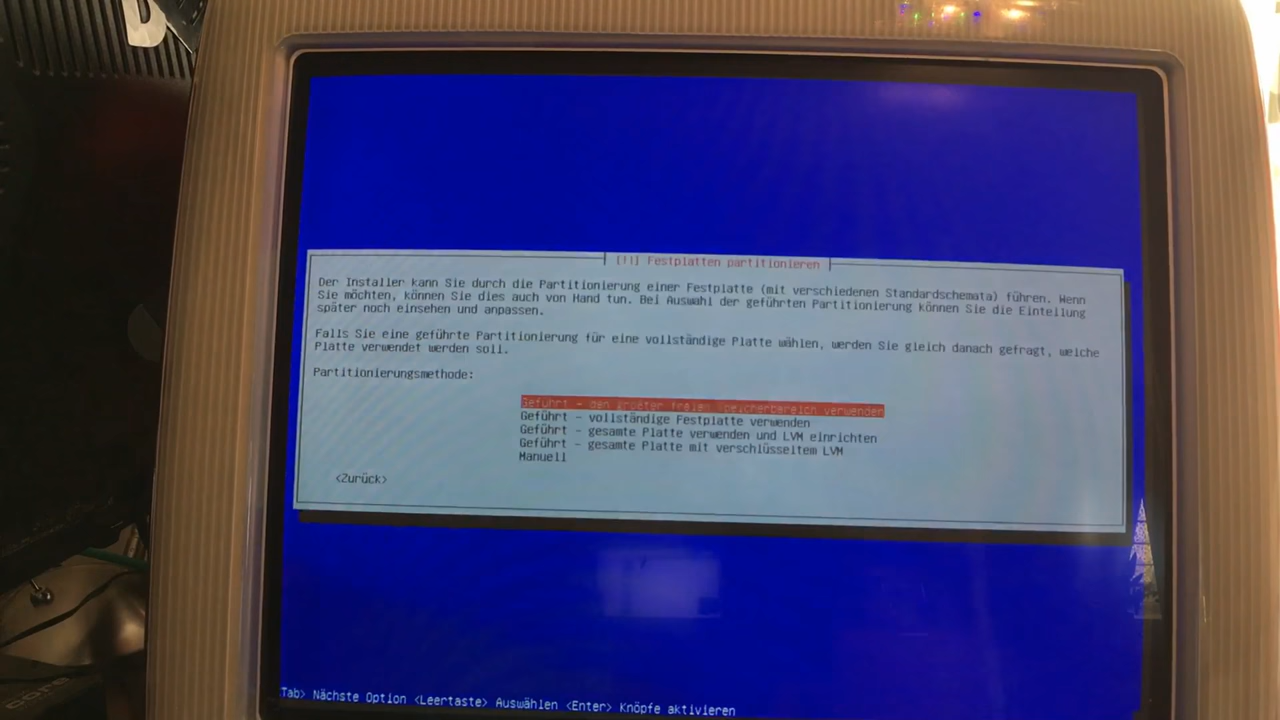 [!!] Festplatten partitionieren
Der Installer kann Sie durch die Partitionierung einer Festplatte (mit verschiedenen Standardschemata) führen. Wenn
Sie möchten, können Sie dies auch von Hand tun. Bei Auswahl der geführten Partitionierung können Sie die Einteilung
später noch einsehen und anpassen.
Falls Sie eine geführte Partitionierung für eine vollständige Platte wählen, werden Sie gleich danach gefragt, welche
Platte verwendet werden soll.
Partitionierungsmethode:
Geführt - den freien Speicherbereich verwenden
Geführt - vollständige Festplatte verwenden
Geführt - gesamte Platte verwenden und LVM einrichten
Geführt - gesamte Platte mit verschlüsseltem LVM
Manuell
<Zurück>
Tab> Nächste Option <Leertaste> Auswählen <Enter> Knöpfe aktivieren
core